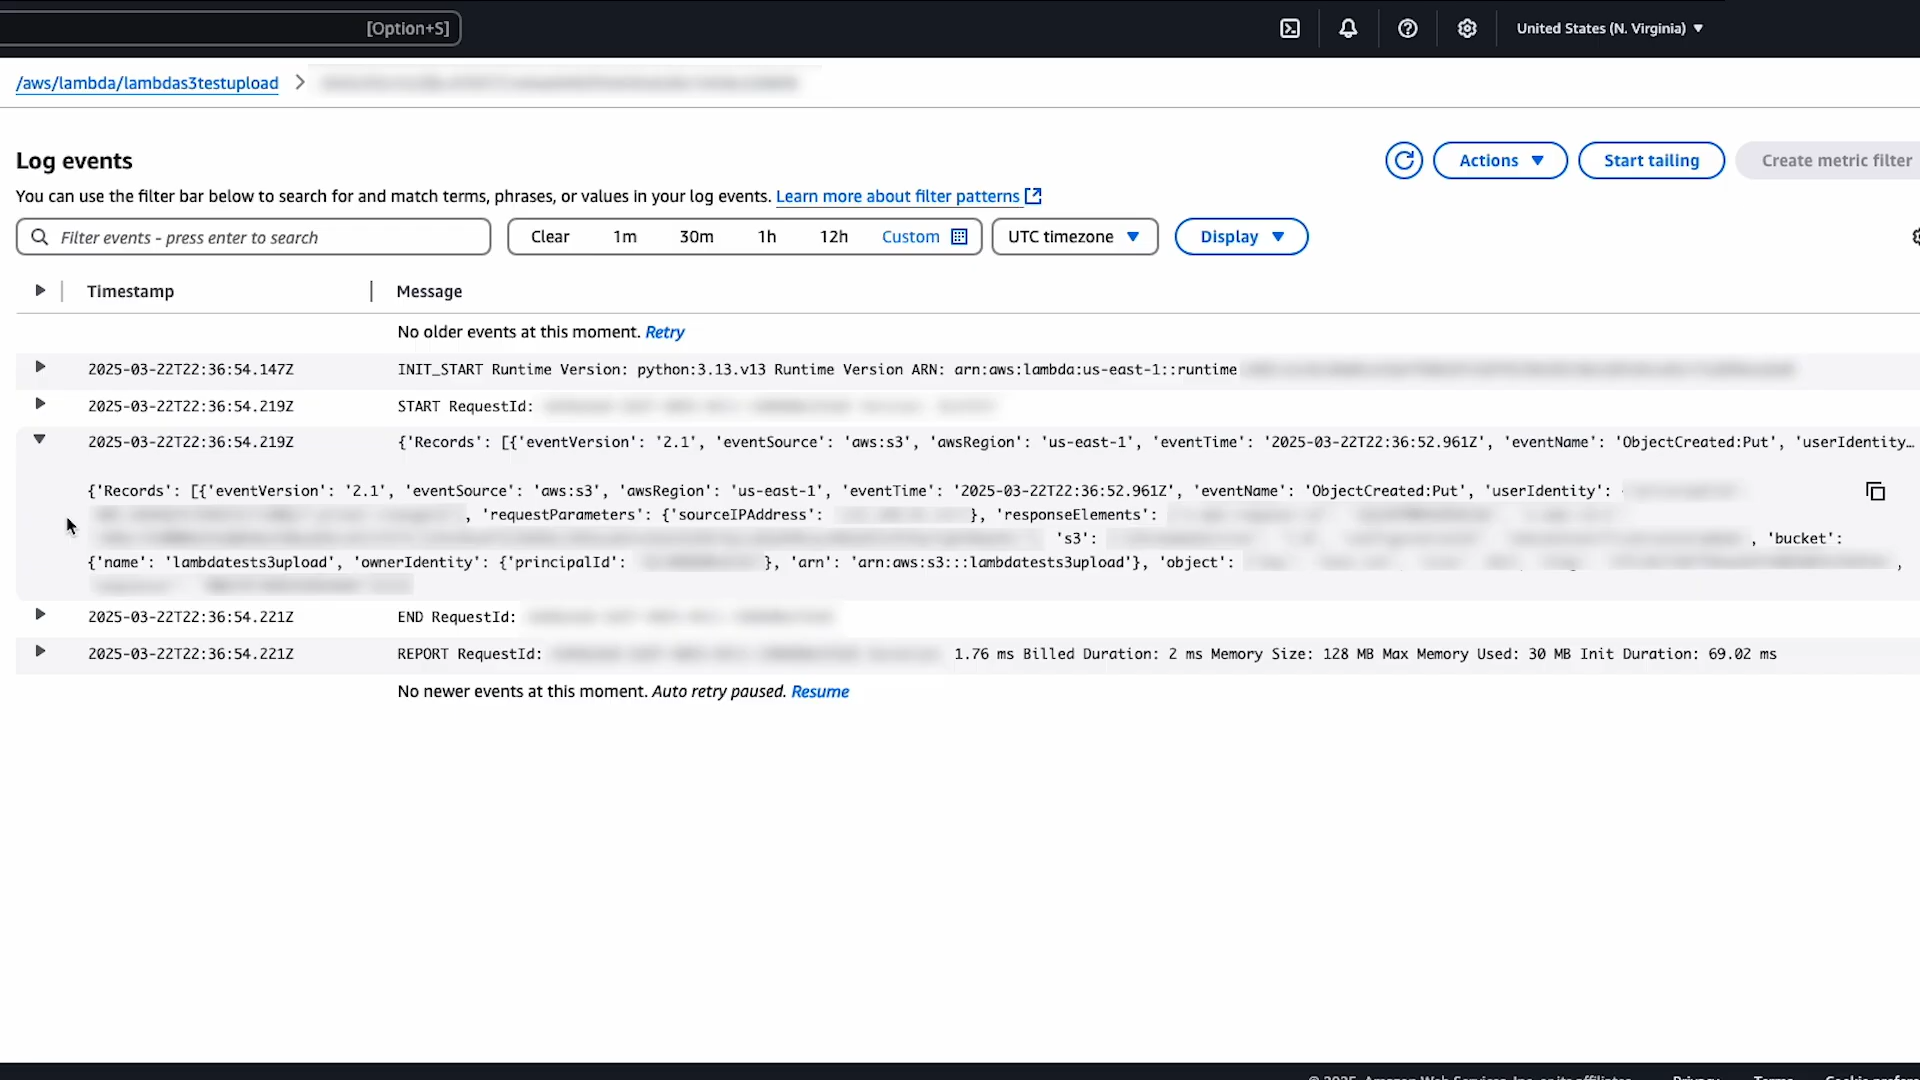 [Option+S]
United States (N. Virginia)
/aws/lambda/lambdas3testupload
Log events
Actions
Start tailing
Create metric filter
You can use the filter bar below to search for and match terms, phrases, or values in your log events. Learn more about filter patterns
Filter events - press enter to search
Clear 1m 30m 1h 12h Custom UTC timezone Display
Timestamp Message
No older events at this moment. Retry
2025-03-22T22:36:54.147Z INIT_START Runtime Version: python:3.13.v13 Runtime Version ARN: arn:aws:lambda:us-east-1::runtime
2025-03-22T22:36:54.219Z START RequestId:
2025-03-22T22:36:54.219Z {'Records': [{'eventVersion': '2.1', 'eventSource': 'aws:s3', 'awsRegion': 'us-east-1', 'eventTime': '2025-03-22T22:36:52.961Z', 'eventName': 'ObjectCreated:Put', 'userIdentity…
{'Records': [{'eventVersion': '2.1', 'eventSource': 'aws:s3', 'awsRegion': 'us-east-1', 'eventTime': '2025-03-22T22:36:52.961Z', 'eventName': 'ObjectCreated:Put', 'userIdentity':
, 'requestParameters': {'sourceIPAddress': }, 'responseElements':
's3': , 'bucket':
{'name': 'lambdatests3upload', 'ownerIdentity': {'principalId': }, 'arn': 'arn:aws:s3:::lambdatests3upload'}, 'object': ,
2025-03-22T22:36:54.221Z END RequestId:
2025-03-22T22:36:54.221Z REPORT RequestId: 1.76 ms Billed Duration: 2 ms Memory Size: 128 MB Max Memory Used: 30 MB Init Duration: 69.02 ms
No newer events at this moment. Auto retry paused. Resume